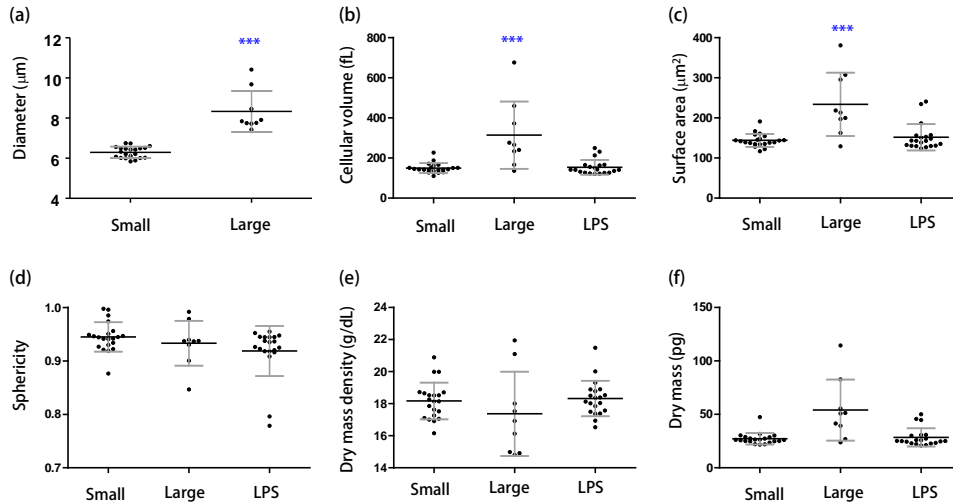 (a)
Diameter (μm)
12
10
8
6
4
***
Small
Large
(b)
Cellular volume (fL)
800
600
400
200
0
***
Small
Large
LPS
(c)
Surface area (μm²)
400
300
200
100
0
***
Small
Large
LPS
(d)
Sphericity
1.0
0.9
0.8
0.7
Small
Large
LPS
(e)
Dry mass density (g/dL)
24
22
20
18
16
14
Small
Large
LPS
(f)
Dry mass (pg)
150
100
50
0
Small
Large
LPS